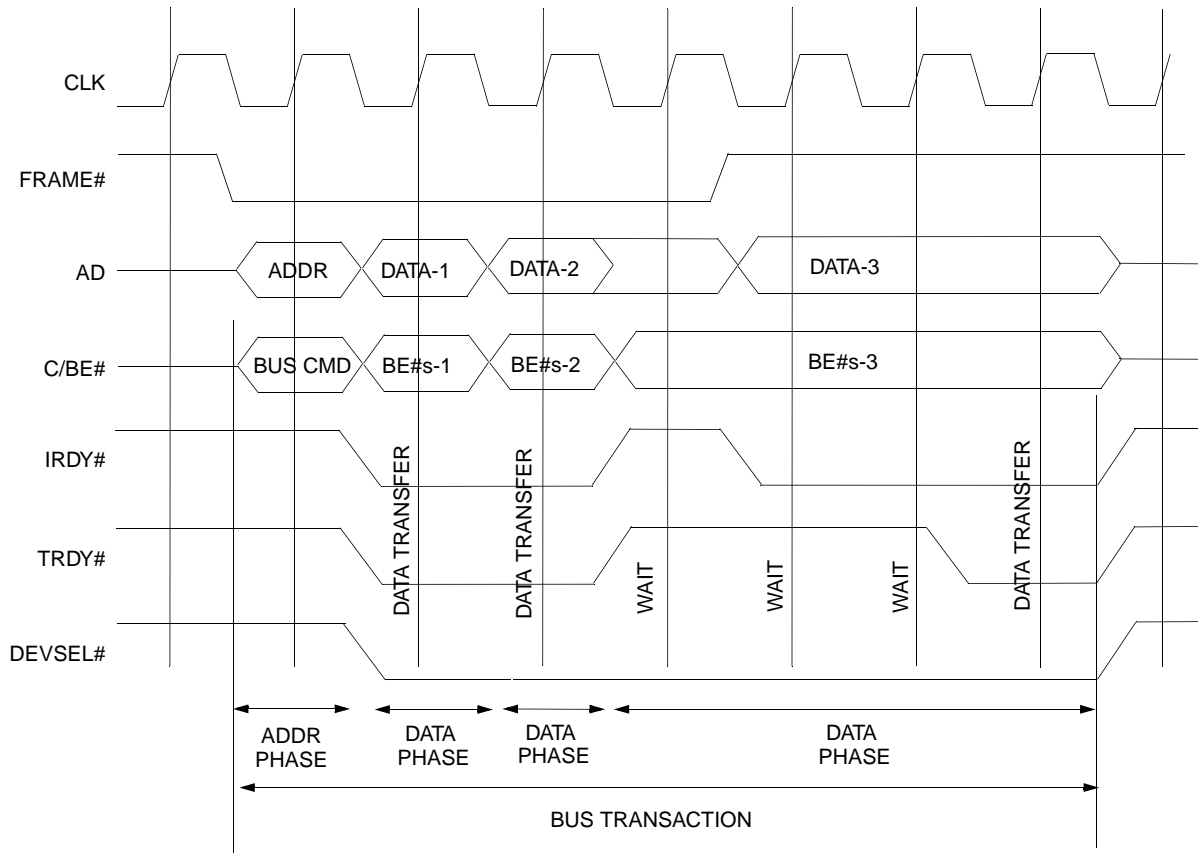 CLK
FRAME#
AD
ADDR
DATA-1
DATA-2
DATA-3
C/BE#
BUS CMD
BE#s-1
BE#s-2
BE#s-3
IRDY#
TRDY#
DATA TRANSFER
DATA TRANSFER
WAIT
WAIT
WAIT
DATA TRANSFER
DEVSEL#
ADDR
PHASE
DATA
PHASE
DATA
PHASE
DATA
PHASE
BUS TRANSACTION